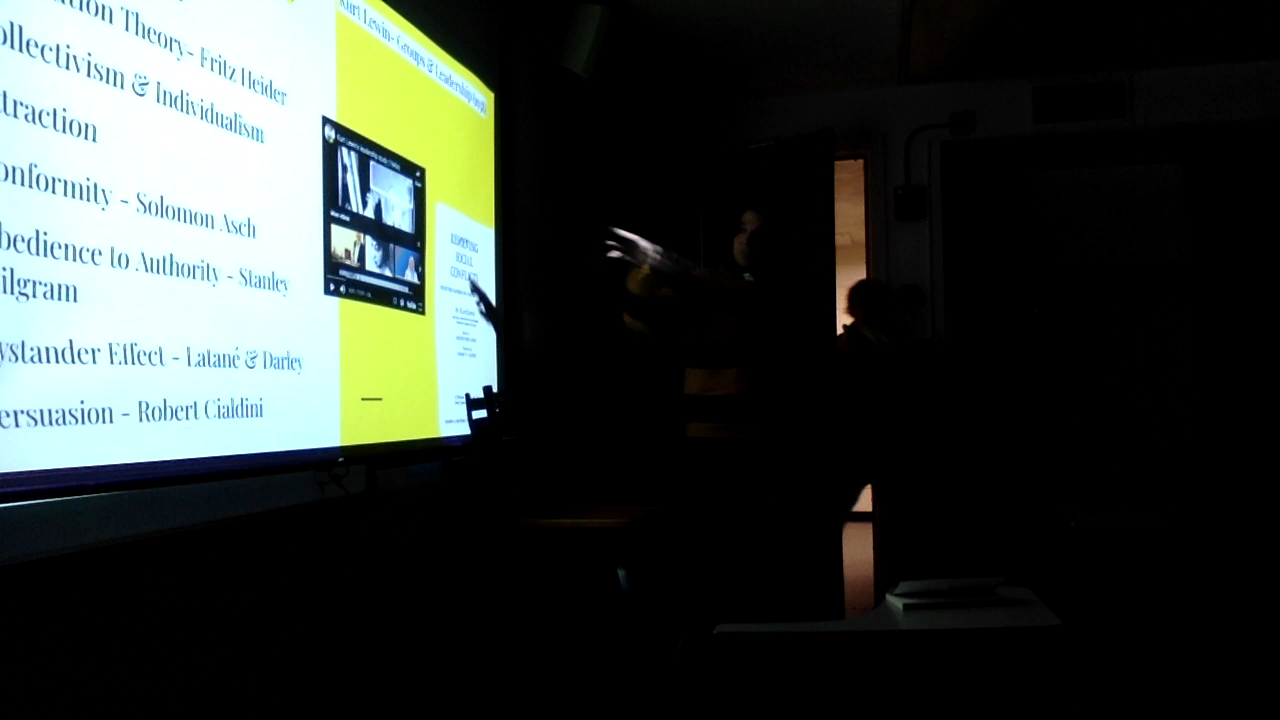 ution Theory- Fritz Heider
ollectivism & Individualism
traction
onformity - Solomon Asch
bedience to Authority - Stanley
ilgram
ystander Effect - Latané & Darley
ersuasion - Robert Cialdini
Kurt Lewin- Groups & Leadership
RESOLVING
SOCIAL
CONFLICTS